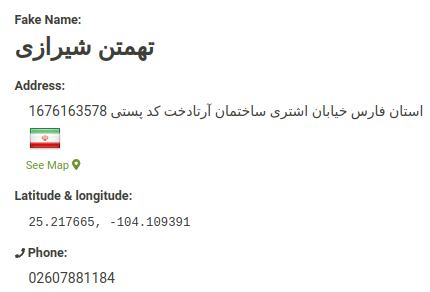 Fake Name:
تهمتن شیرازی
Address:
استان فارس خیابان اشتری ساختمان آرتادخت کد پستی 1676163578
See Map
Latitude & longitude:
25.217665, -104.109391
Phone:
02607881184